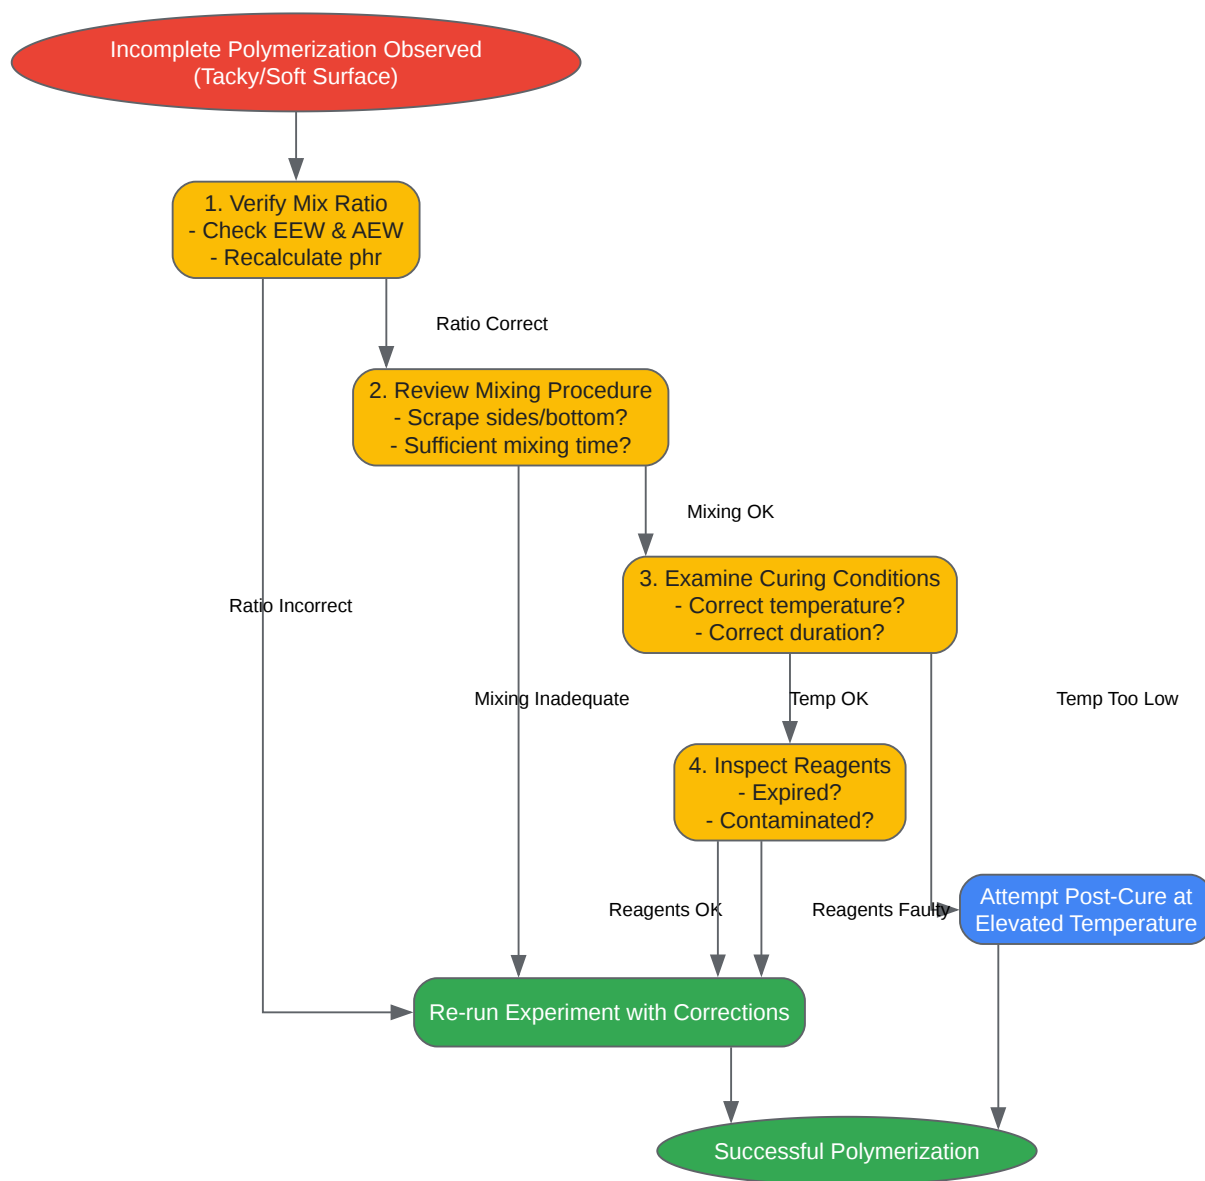 Incomplete Polymerization Observed
(Tacky/Soft Surface)
1. Verify Mix Ratio
- Check EEW & AEW
- Recalculate phr
Ratio Correct
2. Review Mixing Procedure
- Scrape sides/bottom?
- Sufficient mixing time?
Mixing OK
3. Examine Curing Conditions
- Correct temperature?
- Correct duration?
Ratio Incorrect
Mixing Inadequate
Temp OK
Temp Too Low
4. Inspect Reagents
- Expired?
- Contaminated?
Reagents OK
Reagents Faulty
Attempt Post-Cure at
Elevated Temperature
Re-run Experiment with Corrections
Successful Polymerization